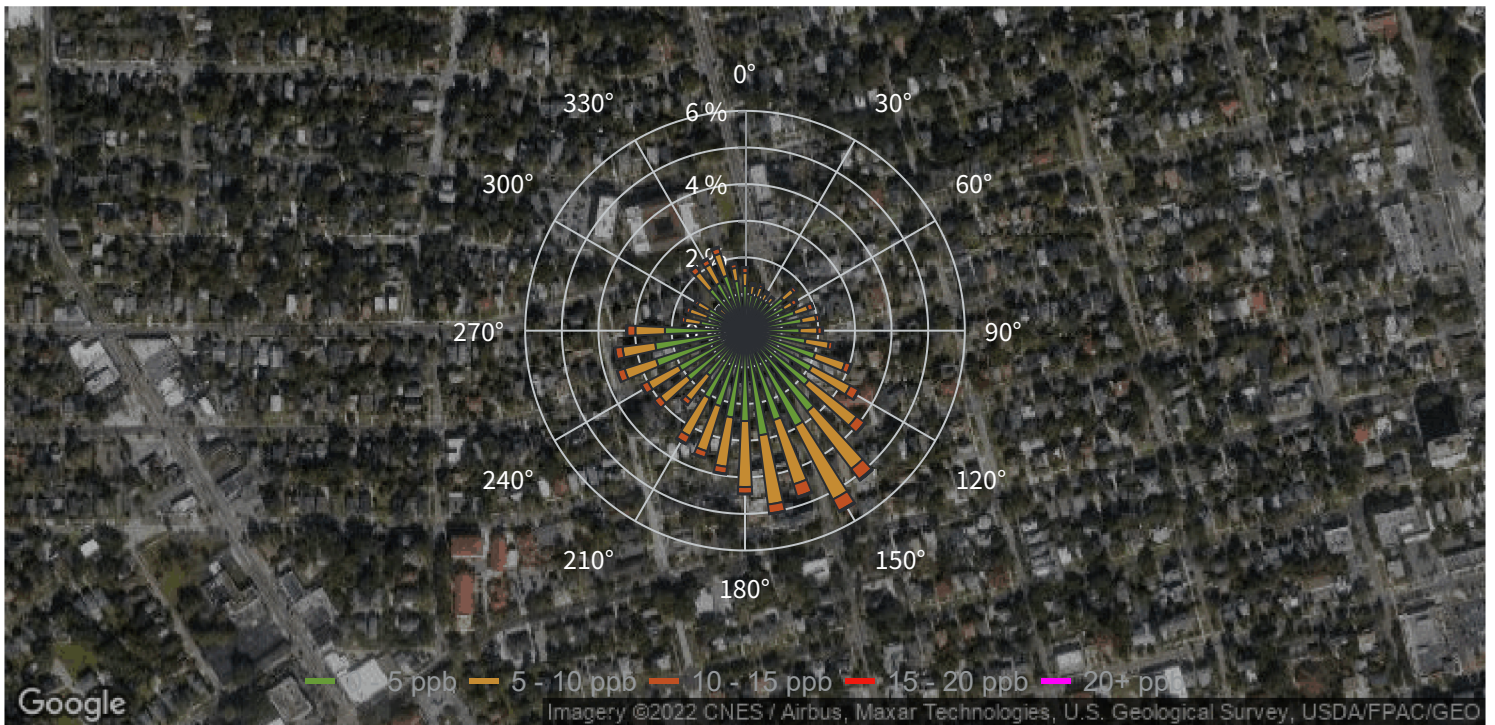 0°
330°
30°
6 %
300°
60°
4 %
270°
90°
240°
120°
210°
150°
180°
5 ppb
5 - 10 ppb
10 - 15 ppb
15 - 20 ppb
20+
Google
Imagery ©2022 CNES / Airbus, Maxar Technologies, U.S. Geological Survey, USDA/FPAC/GEO